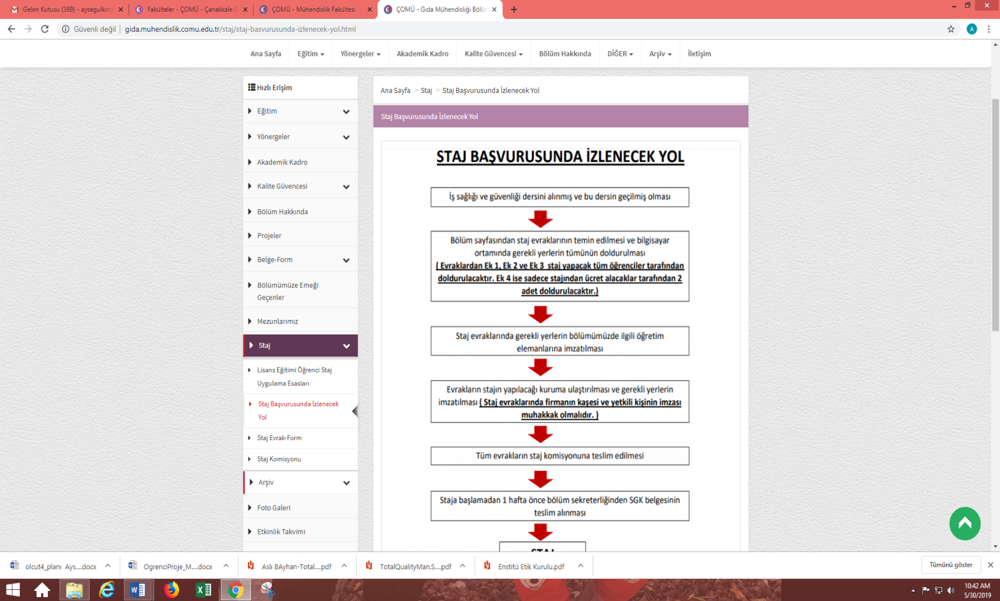 Gelen Kutusu (389) - aysegulkirca
Fakülteler - ÇOMÜ - Çanakkale O
ÇOMÜ - Mühendislik Fakültesi
ÇOMÜ - Gıda Mühendisliği Bölüm
Güvenli değil
gida.muhendislik.comu.edu.tr/staj/staj-basvurusunda-izlenecek-yol.html
A
Ana Sayfa
Eğitim
Yönergeler
Akademik Kadro
Kalite Güvencesi
Bölüm Hakkında
DİĞER
Arşiv
İletişim
Hızlı Erişim
Eğitim
Yönergeler
Akademik Kadro
Kalite Güvencesi
Bölüm Hakkında
Projeler
Belge-Form
Bölümümüze Emeği
Geçenler
Mezunlarımız
Staj
Lisans Eğitimi Öğrenci Staj
Uygulama Esasları
Staj Başvurusunda İzlenecek
Yol
Staj Evrak-Form
Staj Komisyonu
Arşiv
Foto Galeri
Etkinlik Takvimi
Ana Sayfa > Staj > Staj Başvurusunda İzlenecek Yol
Staj Başvurusunda İzlenecek Yol
STAJ BAŞVURUSUNDA İZLENECEK YOL
İş sağlığı ve güvenliği dersini alınmış ve bu dersin geçilmiş olması
Bölüm sayfasından staj evraklarının temin edilmesi ve bilgisayar
ortamında gerekli yerlerin tümünün doldurulması
( Evraklardan Ek 1, Ek 2 ve Ek 3 staj yapacak tüm öğrenciler tarafından
doldurulacaktır. Ek 4 ise sadece stajından ücret alacaklar tarafından 2
adet doldurulacaktır.)
Staj evraklarında gerekli yerlerin bölümümüzde ilgili öğretim
elemanlarına imzatılması
Evrakların stajın yapılacağı kuruma ulaştırılması ve gerekli yerlerin
imzatılması ( Staj evraklarında firmanın kaşesi ve yetkili kişinin imzası
muhakkak olmalıdır. )
Tüm evrakların staj komisyonuna teslim edilmesi
Staja başlamadan 1 hafta önce bölüm sekreterliğinden SGK belgesinin
teslim alınması
STAJ
olcut4_planı Ays....docx
OgrenciProje_M....docx
Aslı BAyhan-Total....pdf
TotalQualityMan.S....pdf
Enstitü Etik Kurulu.pdf
Tümünü göster
10:42 AM
5/30/2019